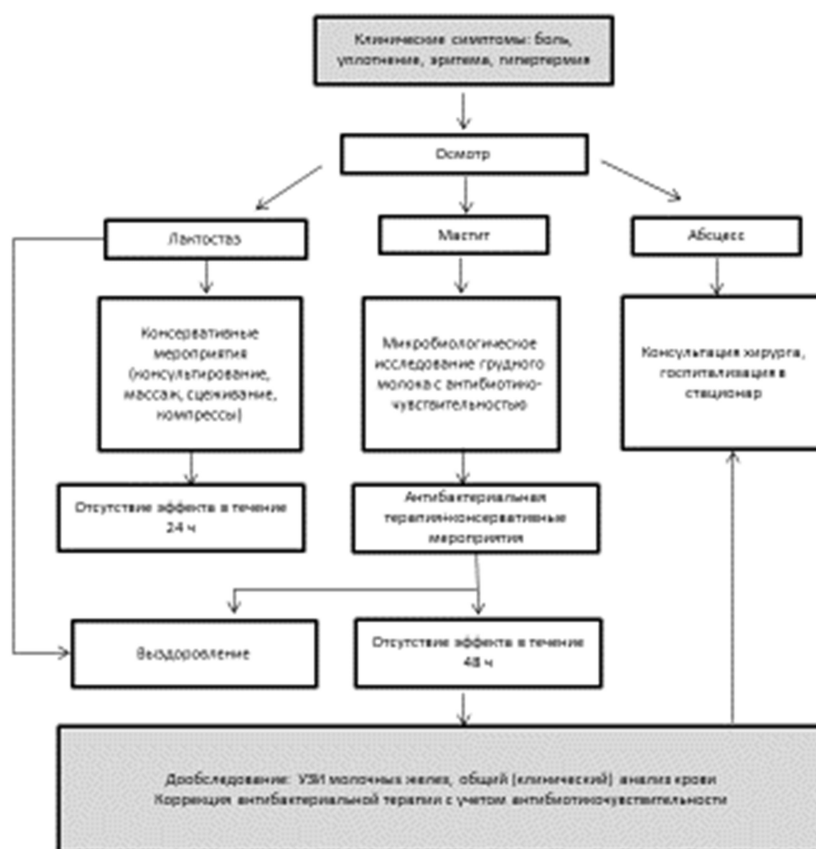 Клинические симптомы: боль,
уплотнение, эритема, гипертермия
Осмотр
Лактостаз
Мастит
Абсцесс
Консервативные
мероприятия
(консультирование,
массаж, сцеживание,
компрессы)
Микробиологическое
исследование грудного
молока с антибиотико-
чувствительностью
Консультация хирурга,
госпитализация в
стационар
Отсутствие эффекта в течение
24 ч
Антибактериальная
терапия+консервативные
мероприятия
Выздоровление
Отсутствие эффекта в течение
48 ч
Дообследование: УЗИ молочных желез, общий (клинический) анализ крови
Коррекция антибактериальной терапии с учетом антибиотикочувствительности